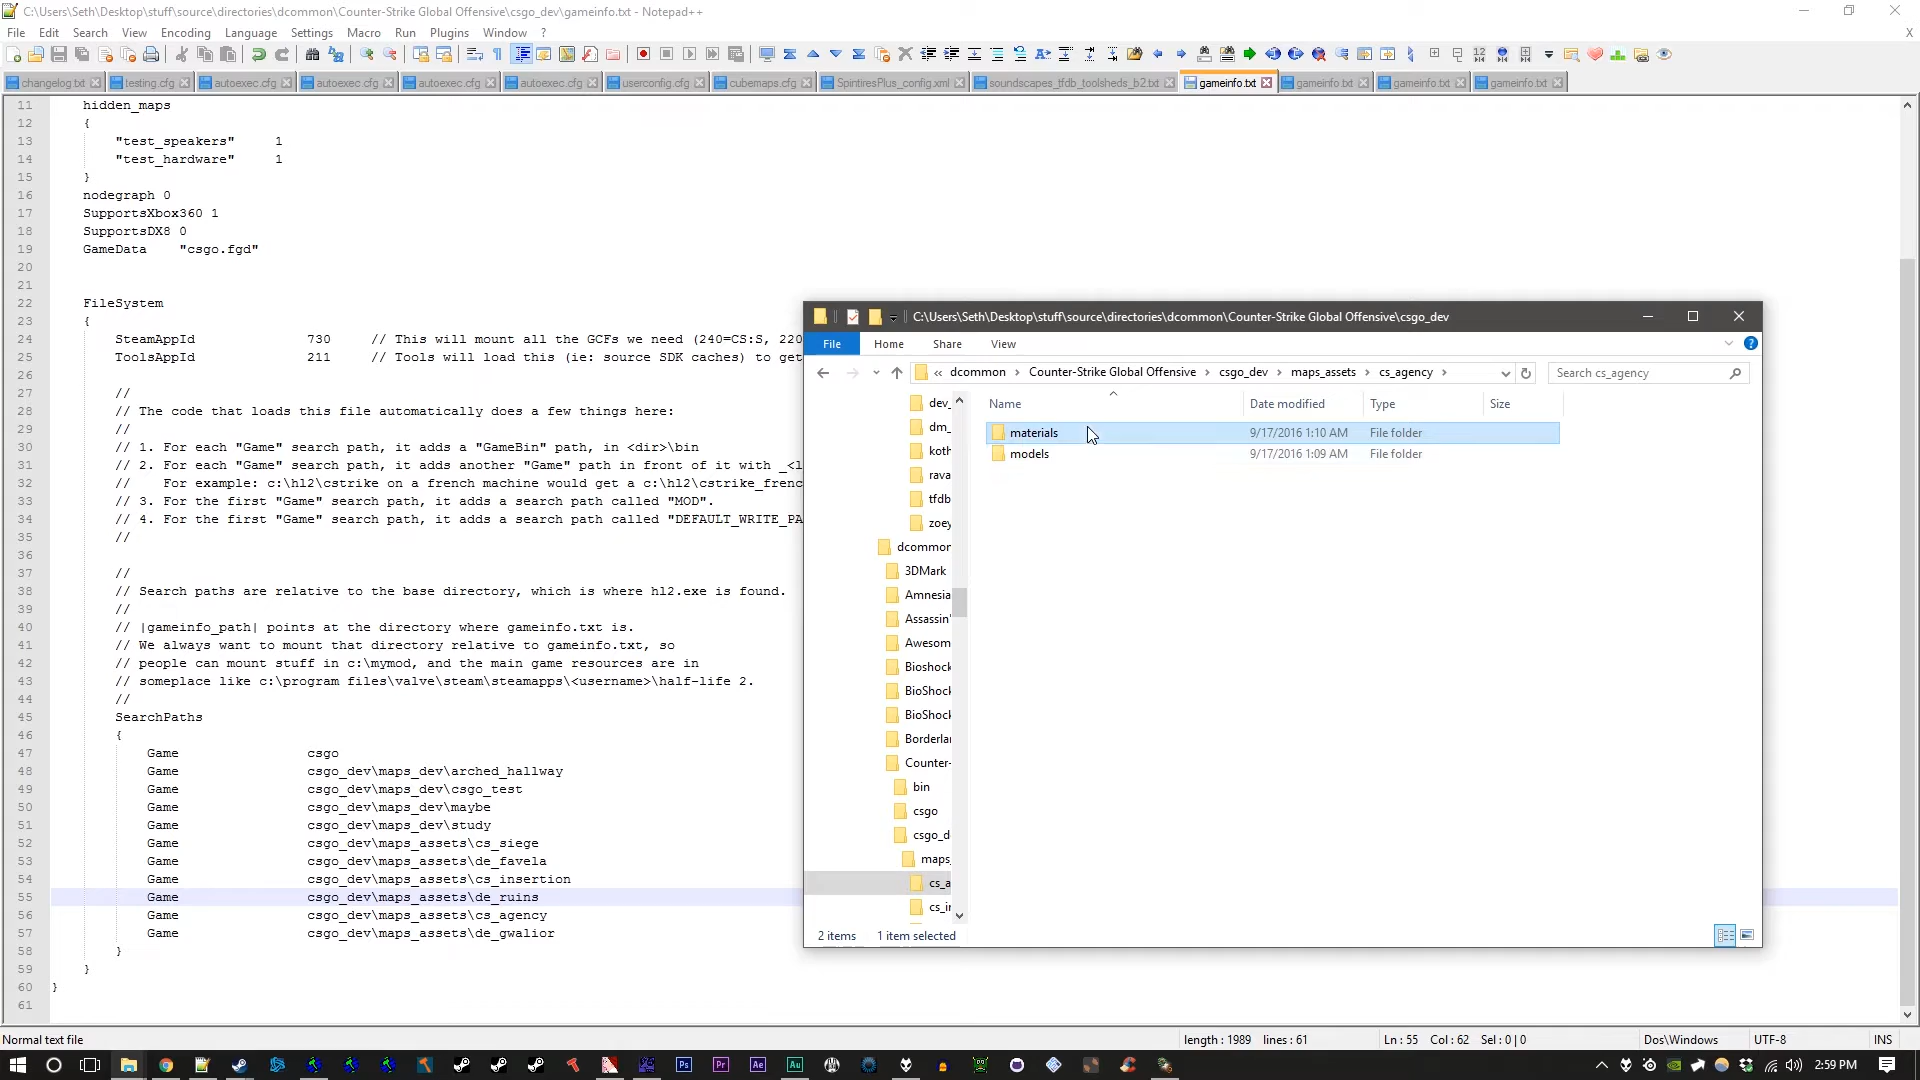 C:\Users\Seth\Desktop\stuff\source\directories\dcommon\Counter-Strike Global Offensive\csgo_dev\gameinfo.txt - Notepad++
File Edit Search View Encoding Language Settings Macro Run Plugins Window ?
X
changelog.txt testing.cfg autoexec.cfg autoexec.cfg autoexec.cfg autoexec.cfg userconfig.cfg cubemaps.cfg SpintiresPlus_config.xml soundscapes_tfdb_toolsheds_b2.txt gameinfo.txt gameinfo.txt gameinfo.txt gameinfo.txt
11 hidden_maps
12 {
13 "test_speakers" 1
14 "test_hardware" 1
15 }
16 nodegraph 0
17 SupportsXbox360 1
18 SupportsDX8 0
19 GameData "csgo.fgd"
20
21
22 FileSystem
23 {
24 SteamAppId 730 // This will mount all the GCFs we need (240=CS:S, 220
25 ToolsAppId 211 // Tools will load this (ie: source SDK caches) to get
26
27 //
28 // The code that loads this file automatically does a few things here:
29 //
30 // 1. For each "Game" search path, it adds a "GameBin" path, in <dir>\bin
31 // 2. For each "Game" search path, it adds another "Game" path in front of it with _<l
32 // For example: c:\hl2\cstrike on a french machine would get a c:\hl2\cstrike_frenc
33 // 3. For the first "Game" search path, it adds a search path called "MOD".
34 // 4. For the first "Game" search path, it adds a search path called "DEFAULT_WRITE_PA
35 //
36
37 //
38 // Search paths are relative to the base directory, which is where hl2.exe is found.
39 //
40 // |gameinfo_path| points at the directory where gameinfo.txt is.
41 // We always want to mount that directory relative to gameinfo.txt, so
42 // people can mount stuff in c:\mymod, and the main game resources are in
43 // someplace like c:\program files\valve\steam\steamapps\<username>\half-life 2.
44 //
45 SearchPaths
46 {
47 Game csgo
48 Game csgo_dev\maps_dev\arched_hallway
49 Game csgo_dev\maps_dev\csgo_test
50 Game csgo_dev\maps_dev\maybe
51 Game csgo_dev\maps_dev\study
52 Game csgo_dev\maps_assets\cs_siege
53 Game csgo_dev\maps_assets\de_favela
54 Game csgo_dev\maps_assets\cs_insertion
55 Game csgo_dev\maps_assets\de_ruins
56 Game csgo_dev\maps_assets\cs_agency
57 Game csgo_dev\maps_assets\de_gwalior
58 }
59 }
60 }
61
C:\Users\Seth\Desktop\stuff\source\directories\dcommon\Counter-Strike Global Offensive\csgo_dev
File Home Share View
« dcommon › Counter-Strike Global Offensive › csgo_dev › maps_assets › cs_agency ›
Search cs_agency
Name Date modified Type Size
materials 9/17/2016 1:10 AM File folder
models 9/17/2016 1:09 AM File folder
dev_
dm_
koth
rava
tfdb
zoey
dcommon
3DMark
Amnesia
Assassin'
Awesom
Bioshock
BioShock
BioShock
Borderlar
Counter-
bin
csgo
csgo_d
maps_
cs_a
cs_in
2 items 1 item selected
Normal text file
length : 1989 lines : 61
Ln : 55 Col : 62 Sel : 0 | 0
Dos\Windows
UTF-8
INS
Ps Pr Ae Au
2:59 PM